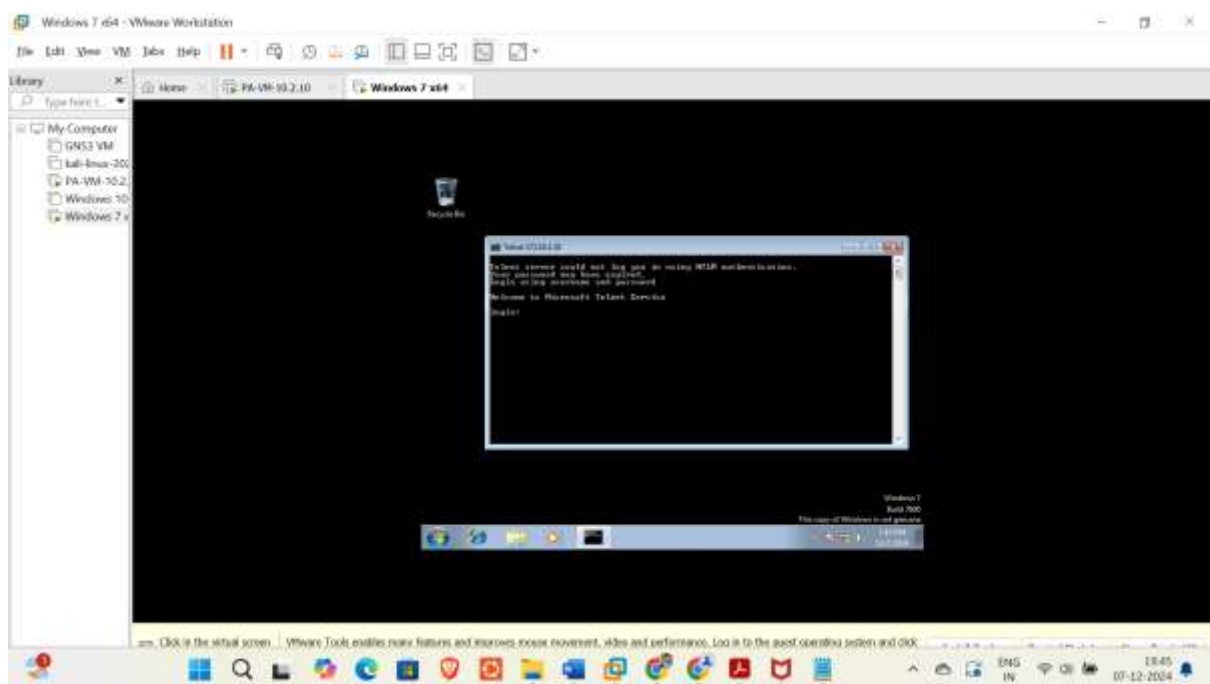 Windows 7 x64 - VMware Workstation
File Edit View VM Tabs Help
Library
Type here t...
Home
PA-VM-10.2.10
Windows 7 x64
My Computer
GNS3 VM
kali-linux-202
PA-VM-10.2.
Windows 10
Windows 7 x
Recycle Bin
Telnet
Telnet server could not log you in using NTLM authentication.
Your password may have expired.
Login using username and password
Welcome to Microsoft Telnet Service
login:
Windows 7
Build 7600
This copy of Windows is not genuine
Click in the virtual screen
VMware Tools enables many features and improves mouse movement, video and performance. Log in to the guest operating system and click
ENG
IN
07-12-2024